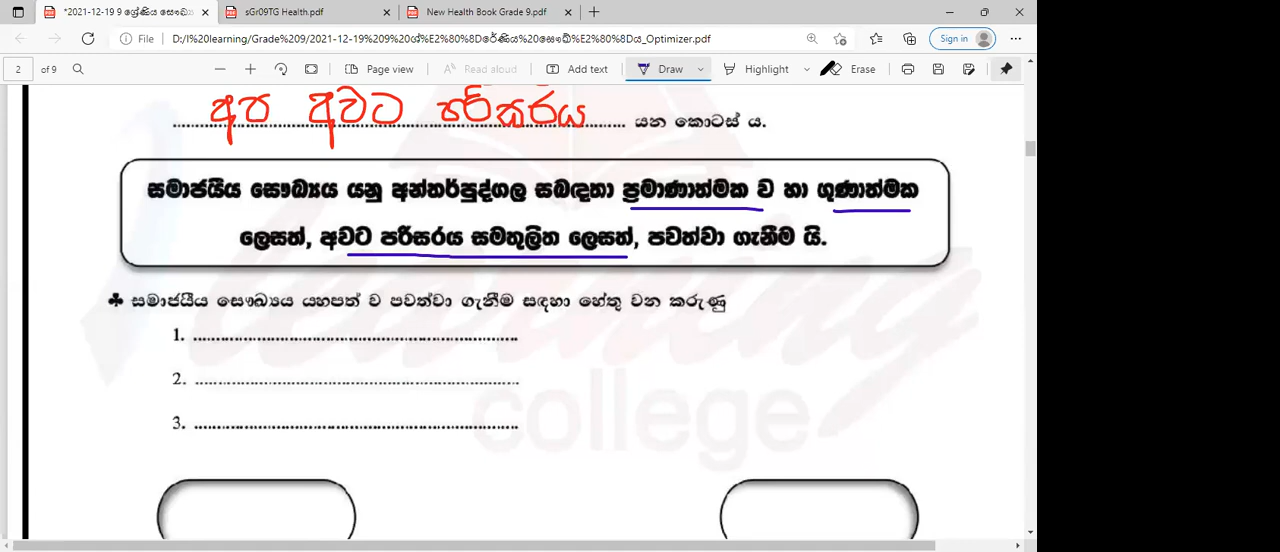 *2021-12-19 9 ශ්‍රේණිය සෞඛ්‍ය
sGr09TG Health.pdf
New Health Book Grade 9.pdf
File
D:/I%20learning/Grade%209/2021-12-19%209%20ශ්%E2%80%8Dරේණිය%20සෞඛ්%E2%80%8Dය_Optimizer.pdf
Sign in
2 of 9
Page view
Read aloud
Add text
Draw
Highlight
Erase
අප අවට පරිසරය යන කොටස් ය.
සමාජයීය සෞඛ්‍යය යනු අන්තර්පුද්ගල සබඳතා ප්‍රමාණාත්මක ව හා ගුණාත්මක
ලෙසත්, අවට පරිසරය සමතුලිත ලෙසත්, පවත්වා ගැනීම යි.
♣ සමාජයීය සෞඛ්‍යය යහපත් ව පවත්වා ගැනීම සඳහා හේතු වන කරුණු
1.
2.
3.
learning
college